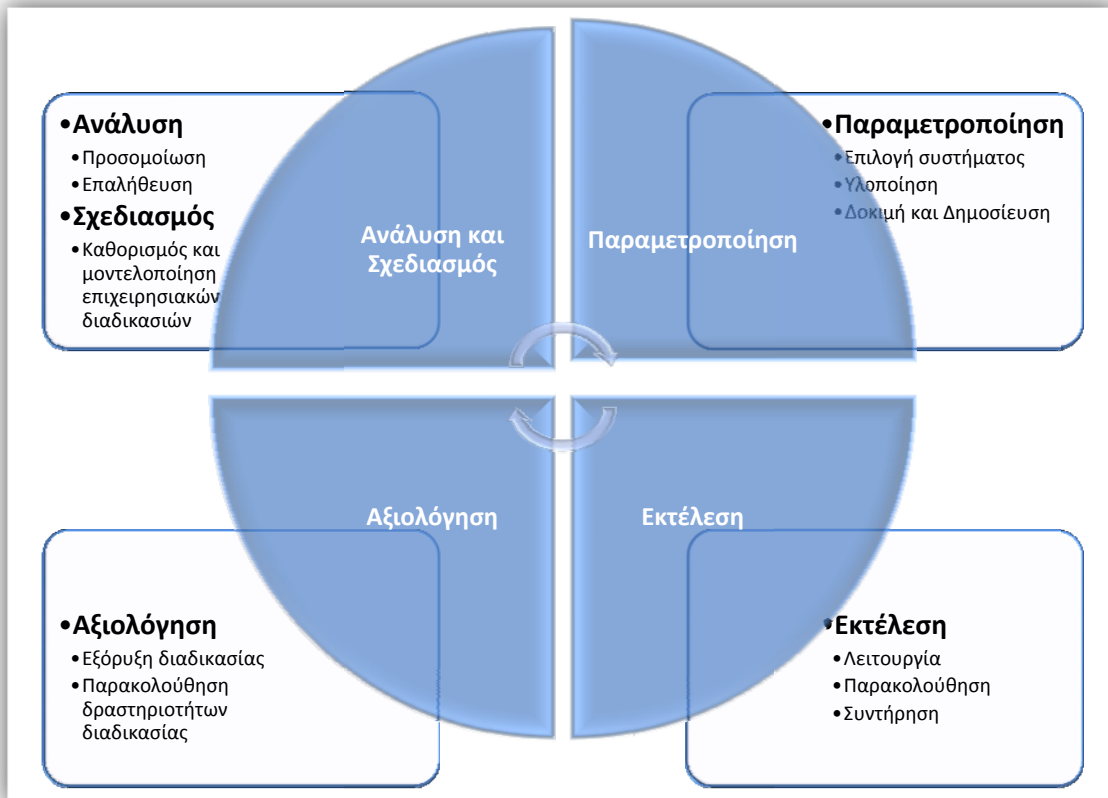 •Ανάλυση
•Προσομοίωση
•Επαλήθευση
•Σχεδιασμός
•Καθορισμός και
μοντελοποίηση
επιχειρησιακών
διαδικασιών
Ανάλυση και
Σχεδιασμός
Παραμετροποίηση
•Παραμετροποίηση
•Επιλογή συστήματος
•Υλοποίηση
•Δοκιμή και Δημοσίευση
Αξιολόγηση
Εκτέλεση
•Αξιολόγηση
•Εξόρυξη διαδικασίας
•Παρακολούθηση
δραστηριοτήτων
διαδικασίας
•Εκτέλεση
•Λειτουργία
•Παρακολούθηση
•Συντήρηση